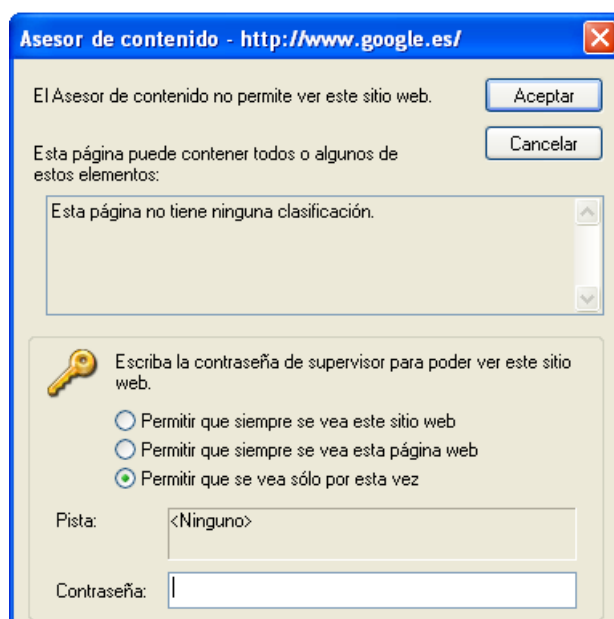 Asesor de contenido - http://www.google.es/
El Asesor de contenido no permite ver este sitio web.
Aceptar
Cancelar
Esta página puede contener todos o algunos de
estos elementos:
Esta página no tiene ninguna clasificación.
Escriba la contraseña de supervisor para poder ver este sitio
web.
Permitir que siempre se vea este sitio web
Permitir que siempre se vea esta página web
Permitir que se vea sólo por esta vez
Pista: <Ninguno>
Contraseña: